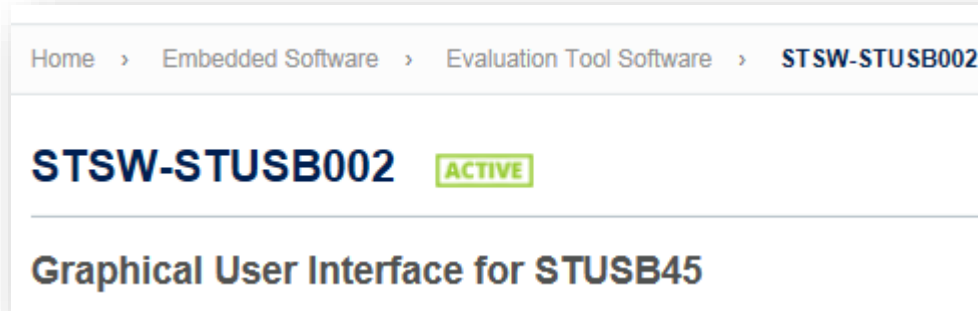 Home › Embedded Software › Evaluation Tool Software › STSW-STUSB002
STSW-STUSB002 ACTIVE
Graphical User Interface for STUSB45